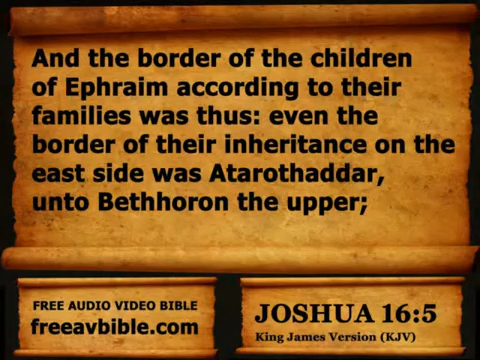 And the border of the children
of Ephraim according to their
families was thus: even the
border of their inheritance on the
east side was Atarothaddar,
unto Bethhoron the upper;
FREE AUDIO VIDEO BIBLE
freeavbible.com
JOSHUA 16:5
King James Version (KJV)